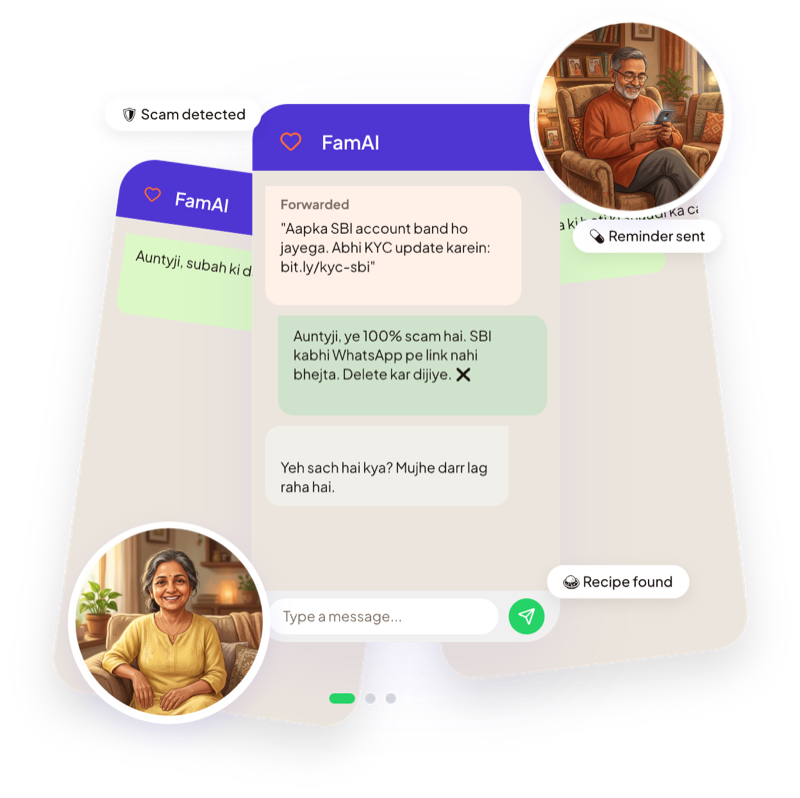 Scam detected
FamAI
FamAI
Auntyji, subah ki
Forwarded
"Aapka SBI account band ho
jayega. Abhi KYC update karein:
bit.ly/kyc-sbi"
Auntyji, ye 100% scam hai. SBI
kabhi WhatsApp pe link nahi
bhejta. Delete kar dijiye. ❌
Yeh sach hai kya? Mujhe darr lag
raha hai.
Type a message...
ki
Reminder sent
Recipe found